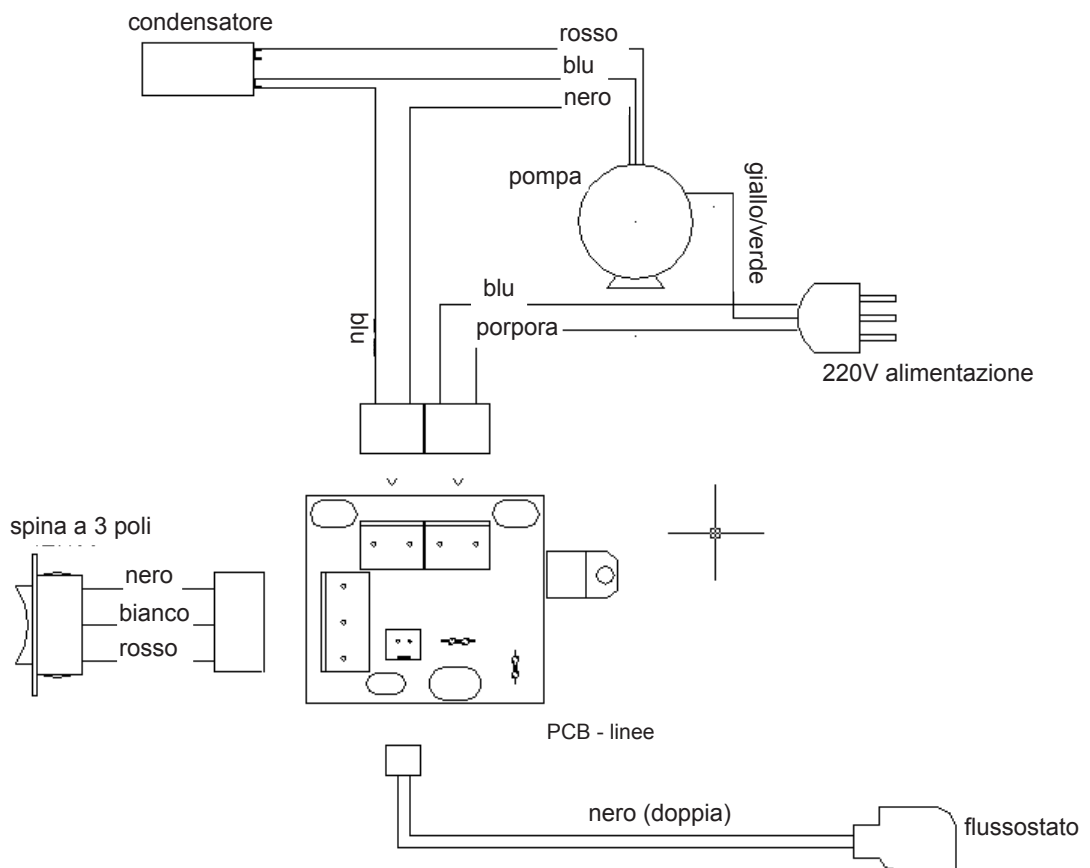 condensatore
rosso
blu
nero
pompa
giallo/verde
blu
blu
porpora
220V alimentazione
spina a 3 poli
nero
bianco
rosso
PCB - linee
nero (doppia)
flussostato